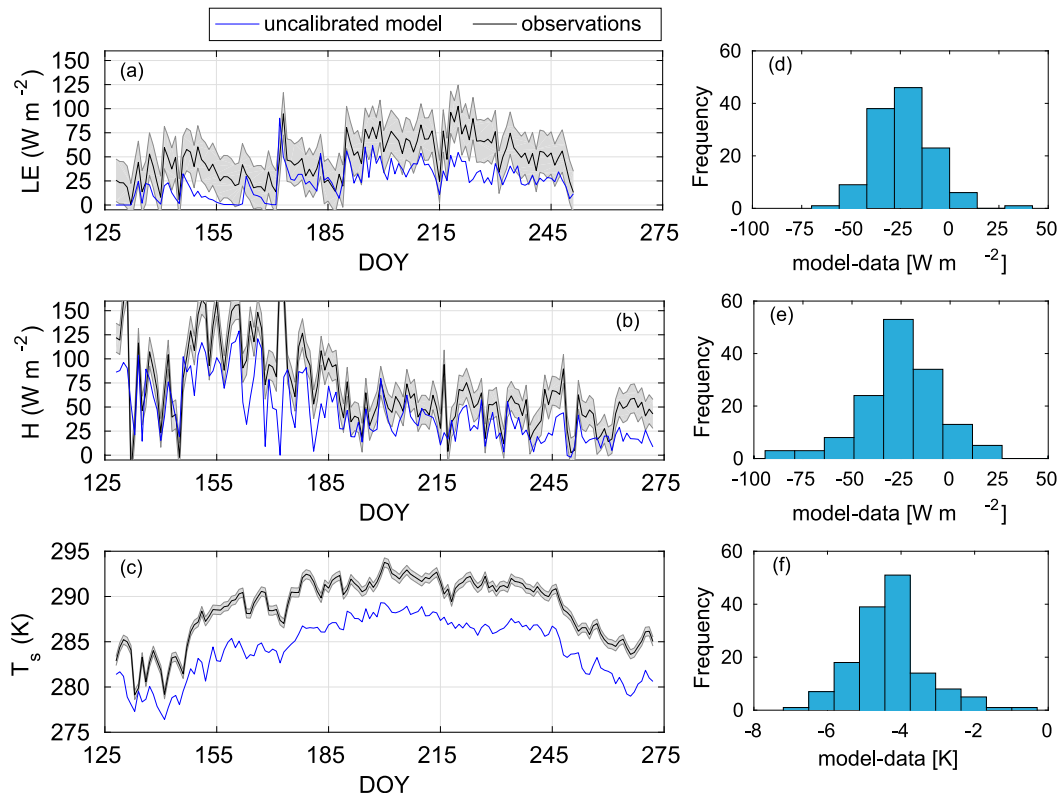 uncalibrated model observations
(a)
LE (W m⁻²)
150
125
100
75
50
25
0
125 155 185 215 245 275
DOY
(d)
Frequency
60
40
20
0
-100 -75 -50 -25 0 25 50
model-data [W m ⁻²]
(b)
H (W m⁻²)
150
125
100
75
50
25
0
125 155 185 215 245 275
DOY
(e)
Frequency
60
40
20
0
-100 -75 -50 -25 0 25 50
model-data [W m ⁻²]
(c)
T_s (K)
295
290
285
280
275
125 155 185 215 245 275
DOY
(f)
Frequency
60
40
20
0
-8 -6 -4 -2 0
model-data [K]